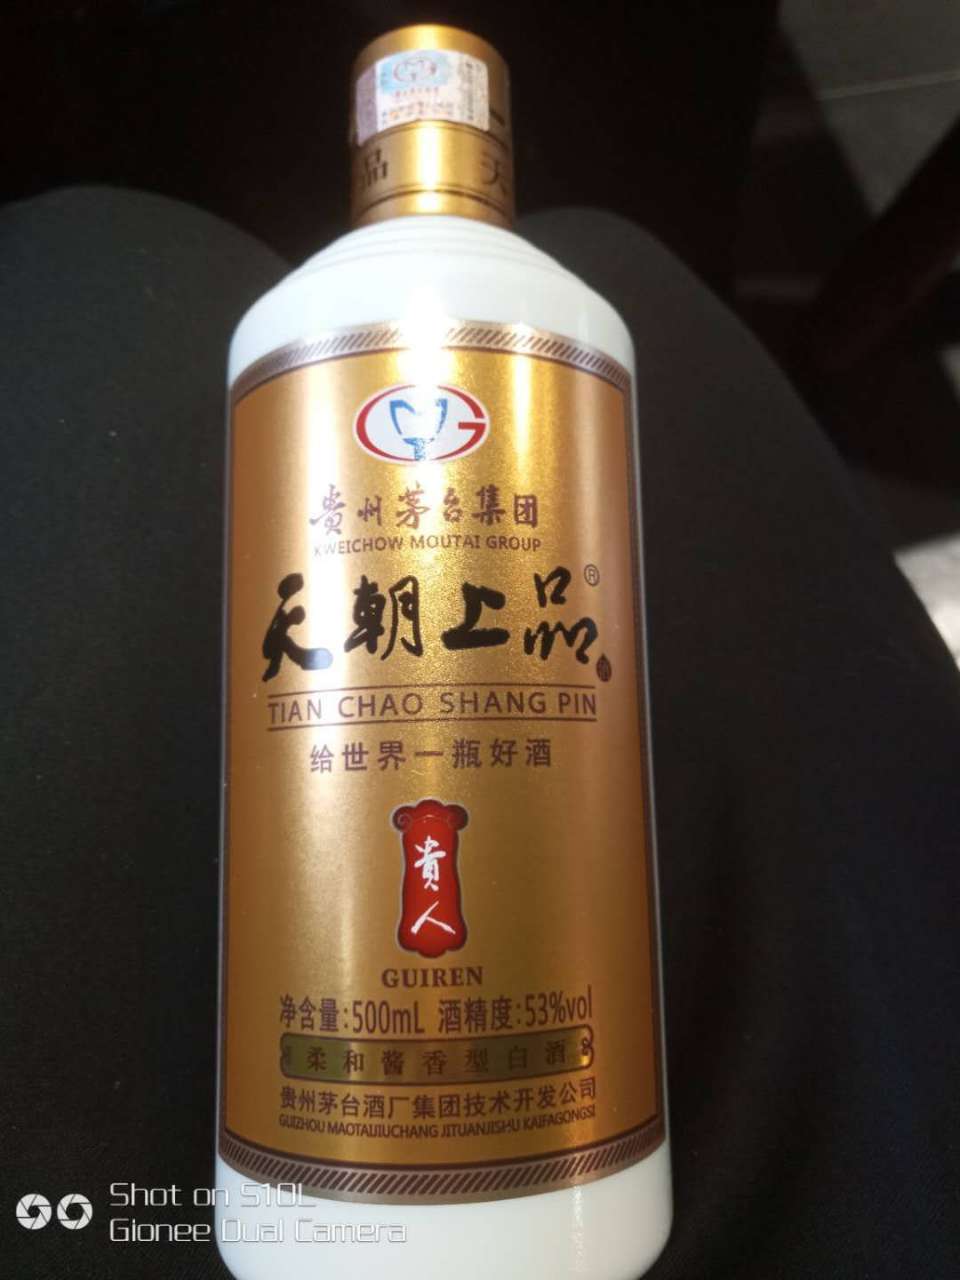 品
天
贵州茅台集团
KWEICHOW MOUTAI GROUP
天朝上品®
TIAN CHAO SHANG PIN
给世界一瓶好酒
貴人
GUIREN
净含量:500mL 酒精度:53%vol
柔和酱香型白酒
贵州茅台酒厂集团技术开发公司
GUIZHOU MAOTAIJIUCHANG JITUANJISHU KAIFAGONGSI
Shot on S10L
Gionee Dual Camera